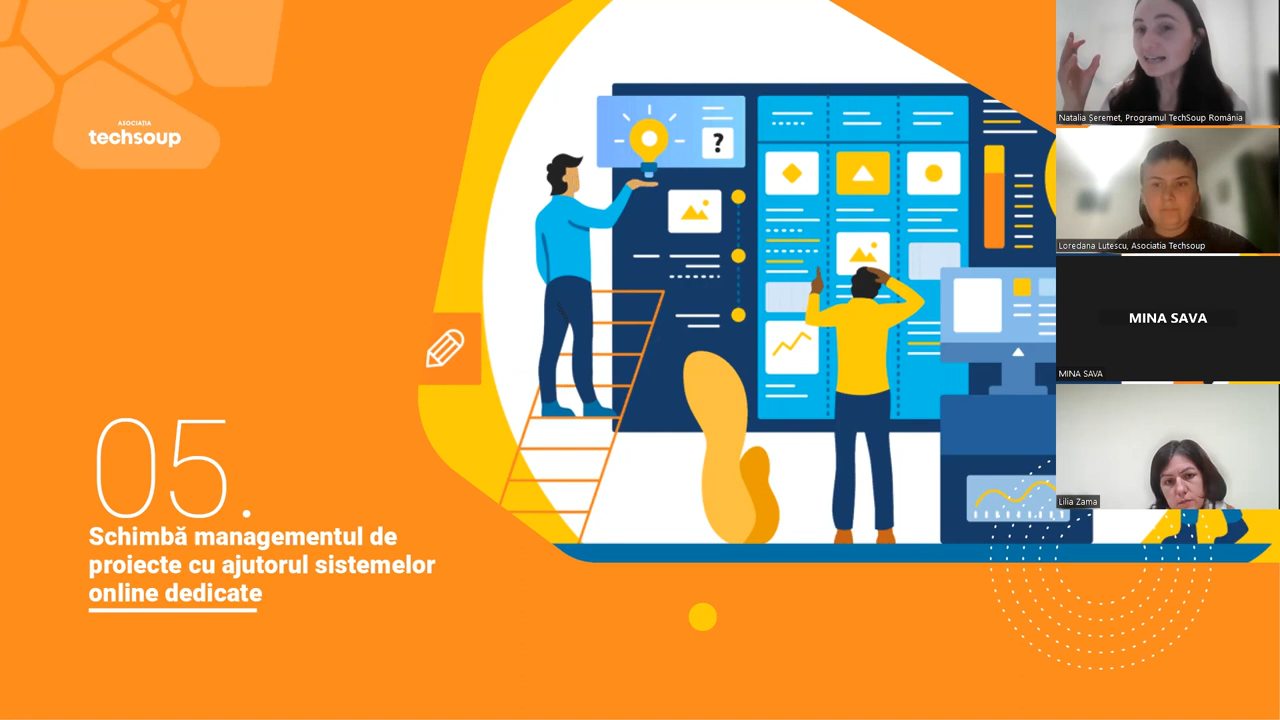 ASOCIAȚIA
techsoup
?
05.
Schimbă managementul de
proiecte cu ajutorul sistemelor
online dedicate
Natalia Șeremet, Programul TechSoup România
Loredana Lutescu, Asociatia Techsoup
MINA SAVA
MINA SAVA
Lilia Zama